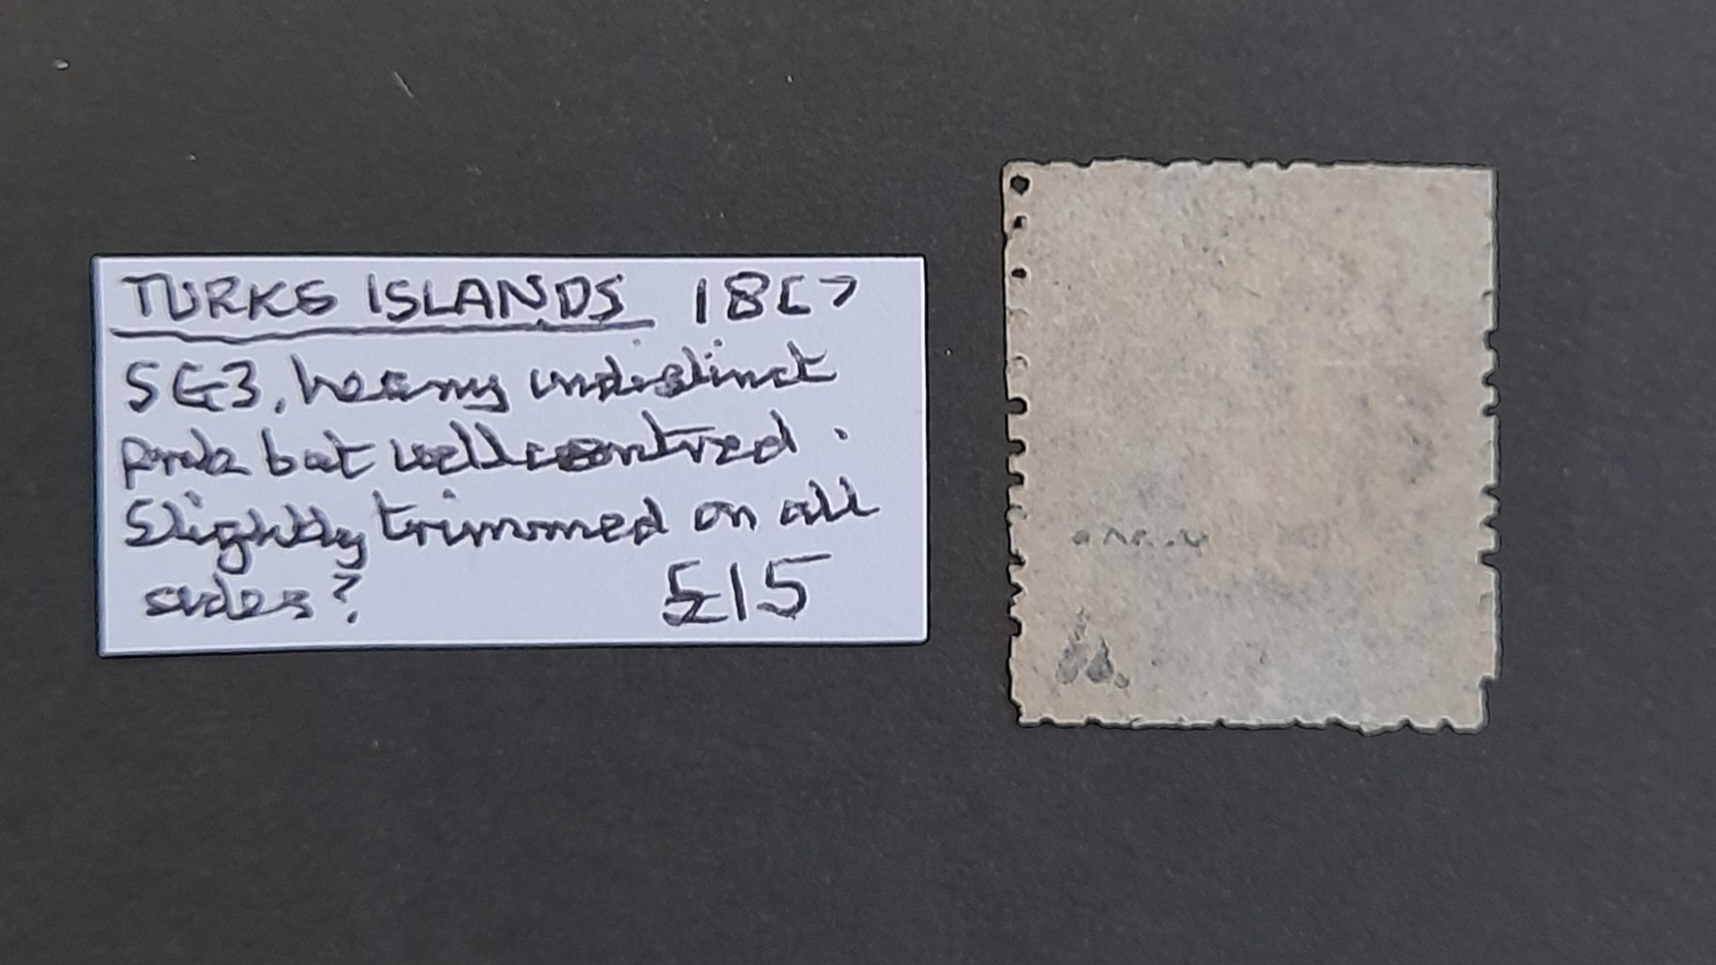 TURKS ISLANDS 1867
SG3, heavy indistinct
pmk but well centred.
Slightly trimmed on all
sides? £15